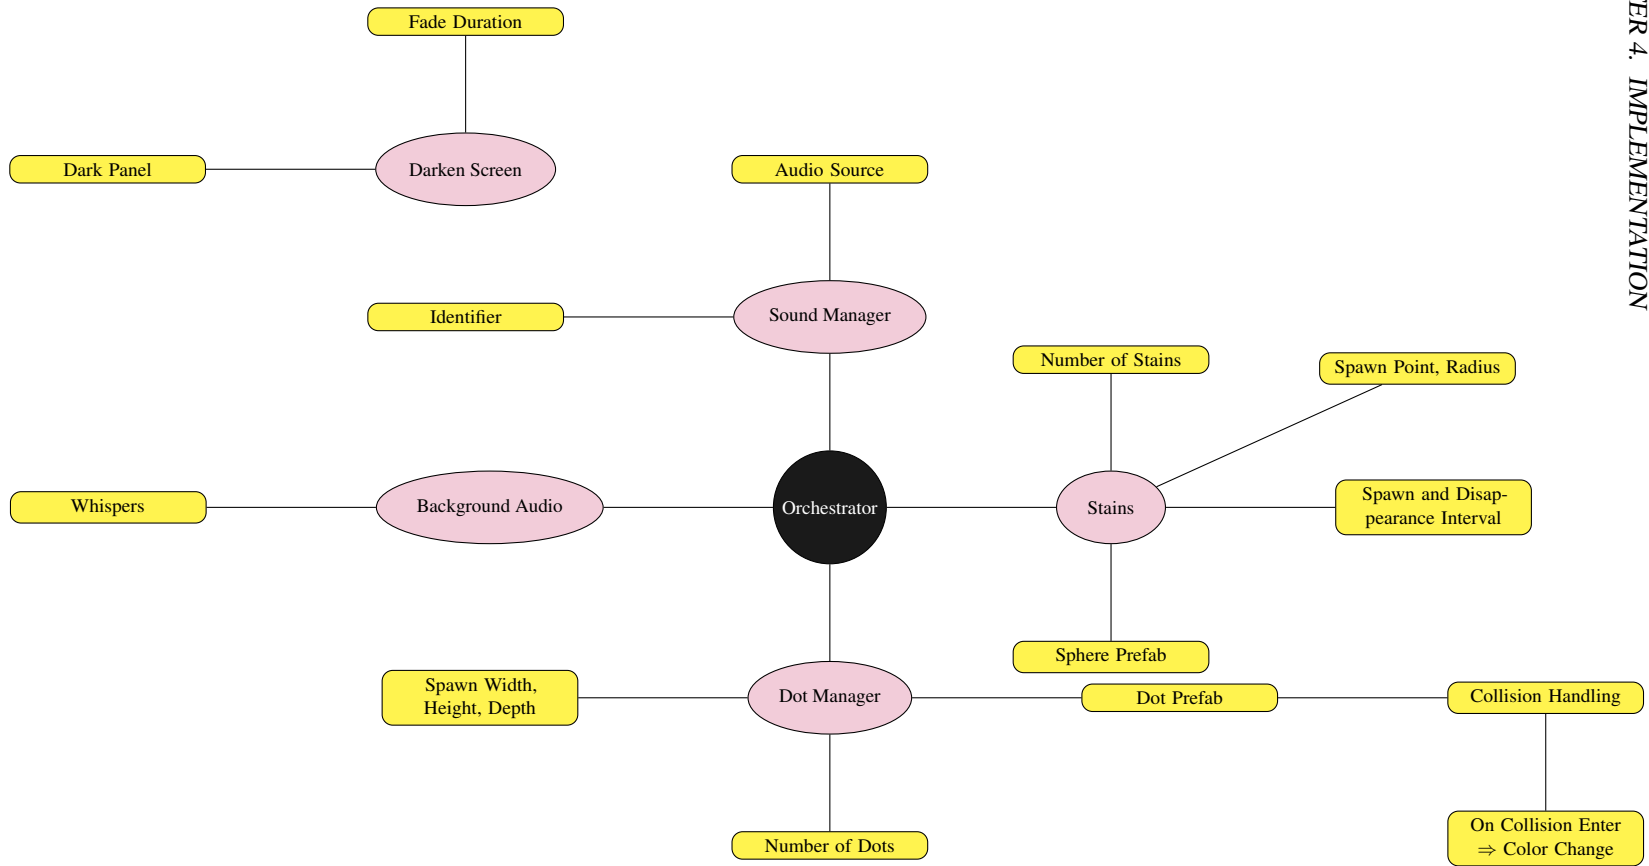 Fade Duration
Dark Panel
Darken Screen
Audio Source
Identifier
Sound Manager
Number of Stains
Spawn Point, Radius
Whispers
Background Audio
Orchestrator
Stains
Spawn and Disap-
pearance Interval
Sphere Prefab
Spawn Width,
Height, Depth
Dot Manager
Dot Prefab
Collision Handling
Number of Dots
On Collision Enter
⇒ Color Change
TER 4. IMPLEMENTATION